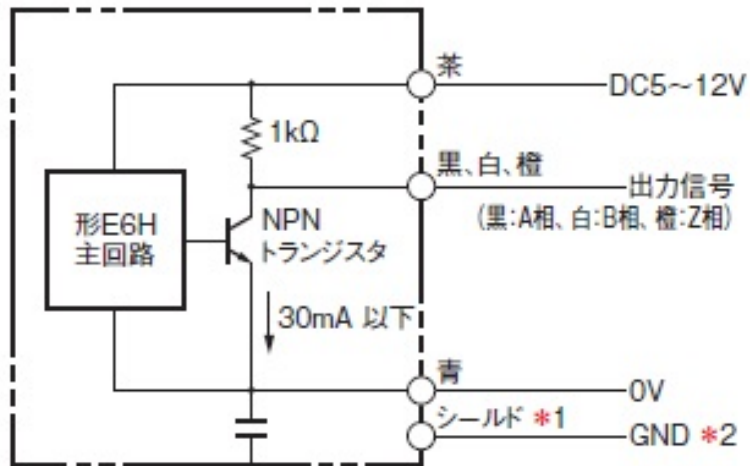 茶
DC5～12V
1kΩ
黒、白、橙
出力信号
(黒:A相、白:B相、橙:Z相)
形E6H
主回路
NPN
トランジスタ
30mA 以下
青
0V
シールド *1
GND *2